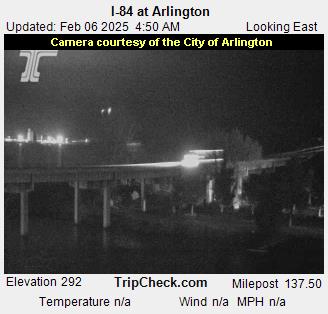 I-84 at Arlington
Updated: Feb 06 2025 4:50 AM Looking East
Camera courtesy of the City of Arlington
Elevation 292 TripCheck.com Milepost 137.50
Temperature n/a Wind n/a MPH n/a